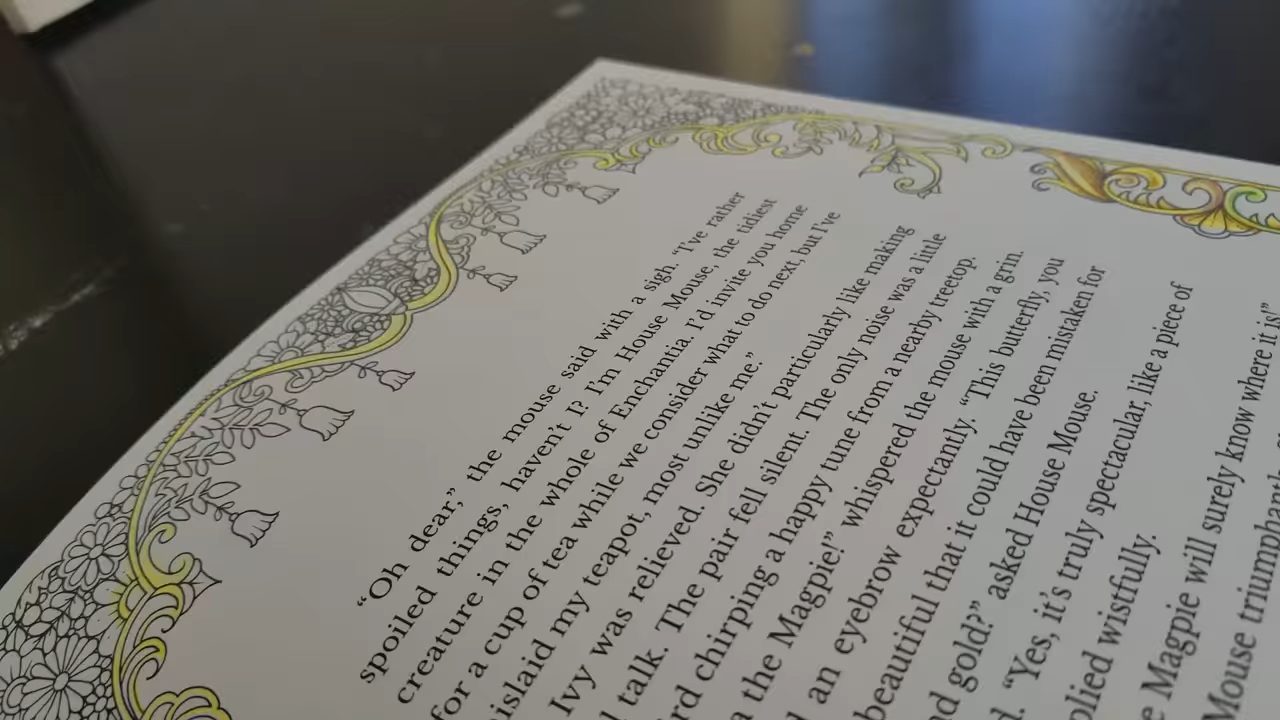 “Oh dear,” the mouse said with a sigh. “I’ve rather
spoiled things, haven’t I? I’m House Mouse, the tidiest
creature in the whole of Enchantia. I’d invite you home
for a cup of tea while we consider what to do next, but I’ve
islaid my teapot, most unlike me.”
Ivy was relieved. She didn’t particularly like making
talk. The pair fell silent. The only noise was a little
rd chirping a happy tune from a nearby treetop.
the Magpie!” whispered the mouse with a grin.
an eyebrow expectantly. “This butterfly, you
beautiful that it could have been mistaken for
nd gold?” asked House Mouse.
“Yes, it’s truly spectacular, like a piece of
plied wistfully.
Magpie will surely know where it is!”
Mouse triumphantly